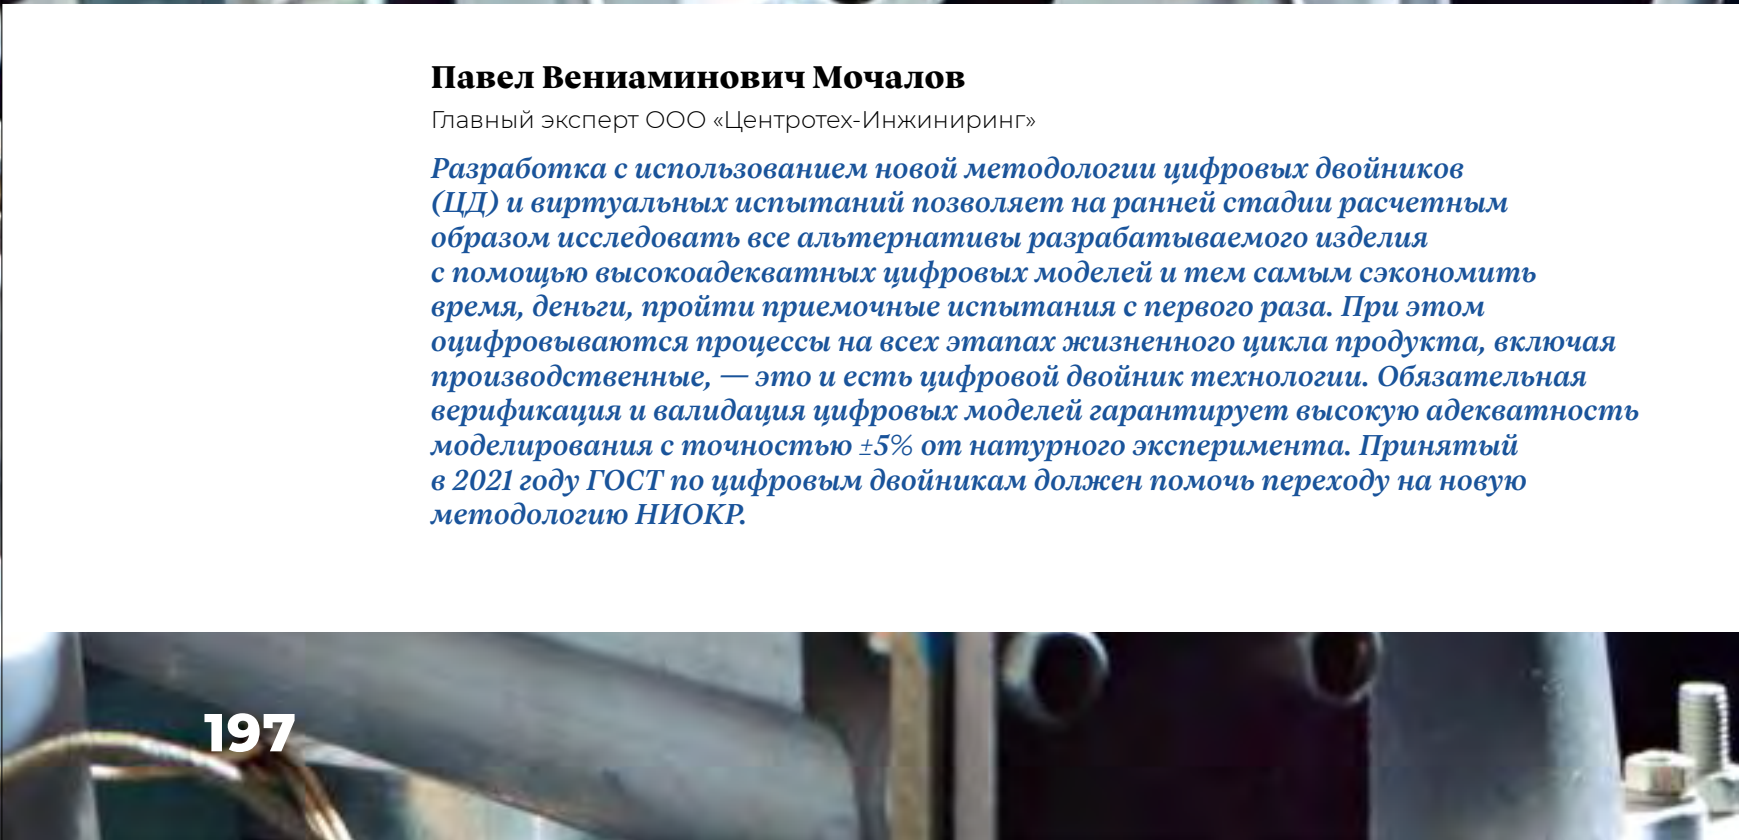 Павел Вениаминович Мочалов
Главный эксперт ООО «Центротех-Инжиниринг»
Разработка с использованием новой методологии цифровых двойников
(ЦД) и виртуальных испытаний позволяет на ранней стадии расчетным
образом исследовать все альтернативы разрабатываемого изделия
с помощью высокоадекватных цифровых моделей и тем самым сэкономить
время, деньги, пройти приемочные испытания с первого раза. При этом
оцифровываются процессы на всех этапах жизненного цикла продукта, включая
производственные, — это и есть цифровой двойник технологии. Обязательная
верификация и валидация цифровых моделей гарантирует высокую адекватность
моделирования с точностью ±5% от натурного эксперимента. Принятый
в 2021 году ГОСТ по цифровым двойникам должен помочь переходу на новую
методологию НИОКР.
197